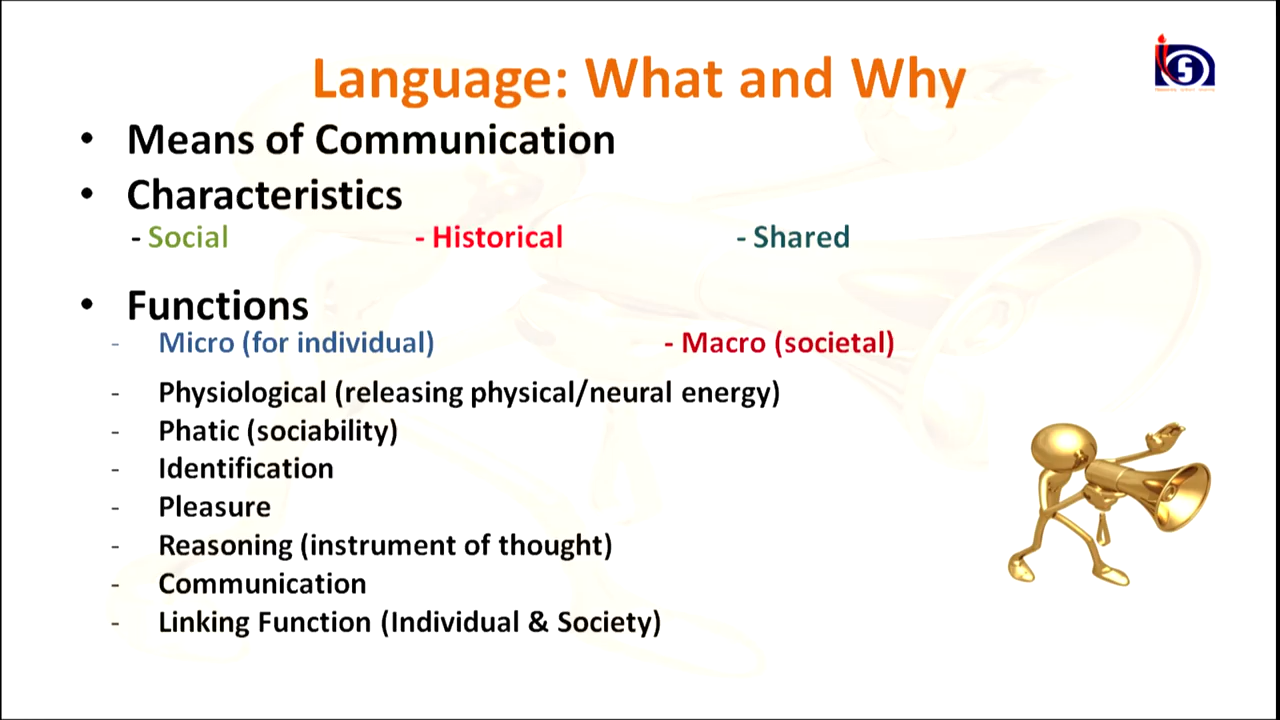 Language: What and Why
• Means of Communication
• Characteristics
- Social - Historical - Shared
• Functions
- Micro (for individual) - Macro (societal)
- Physiological (releasing physical/neural energy)
- Phatic (sociability)
- Identification
- Pleasure
- Reasoning (instrument of thought)
- Communication
- Linking Function (Individual & Society)